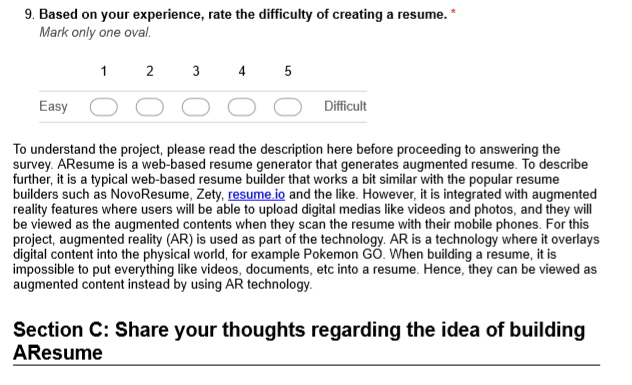 9. Based on your experience, rate the difficulty of creating a resume. *
Mark only one oval.
1 2 3 4 5
Easy Difficult
To understand the project, please read the description here before proceeding to answering the
survey. AResume is a web-based resume generator that generates augmented resume. To describe
further, it is a typical web-based resume builder that works a bit similar with the popular resume
builders such as NovoResume, Zety, resume.io and the like. However, it is integrated with augmented
reality features where users will be able to upload digital medias like videos and photos, and they will
be viewed as the augmented contents when they scan the resume with their mobile phones. For this
project, augmented reality (AR) is used as part of the technology. AR is a technology where it overlays
digital content into the physical world, for example Pokemon GO. When building a resume, it is
impossible to put everything like videos, documents, etc into a resume. Hence, they can be viewed as
augmented content instead by using AR technology.
Section C: Share your thoughts regarding the idea of building
AResume